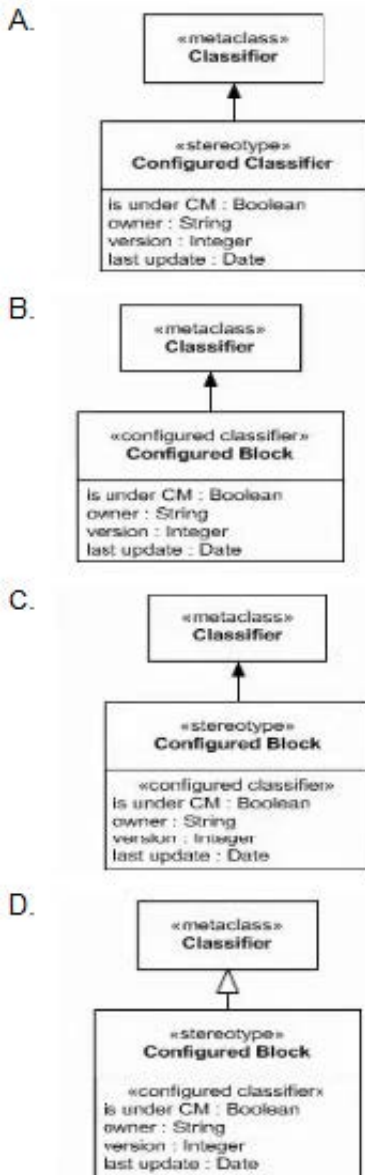 A.
«metaclass»
Classifier
«stereotype»
Configured Classifier
is under CM : Boolean
owner : String
version : Integer
last update : Date
B.
«metaclass»
Classifier
«configured classifier»
Configured Block
is under CM : Boolean
owner : String
version : Integer
last update : Date
C.
«metaclass»
Classifier
«stereotype»
Configured Block
«configured classifier»
is under CM : Boolean
owner : String
version : Integer
last update : Date
D.
«metaclass»
Classifier
«stereotype»
Configured Block
«configured classifier»
is under CM : Boolean
owner : String
version : Integer
last update : Date